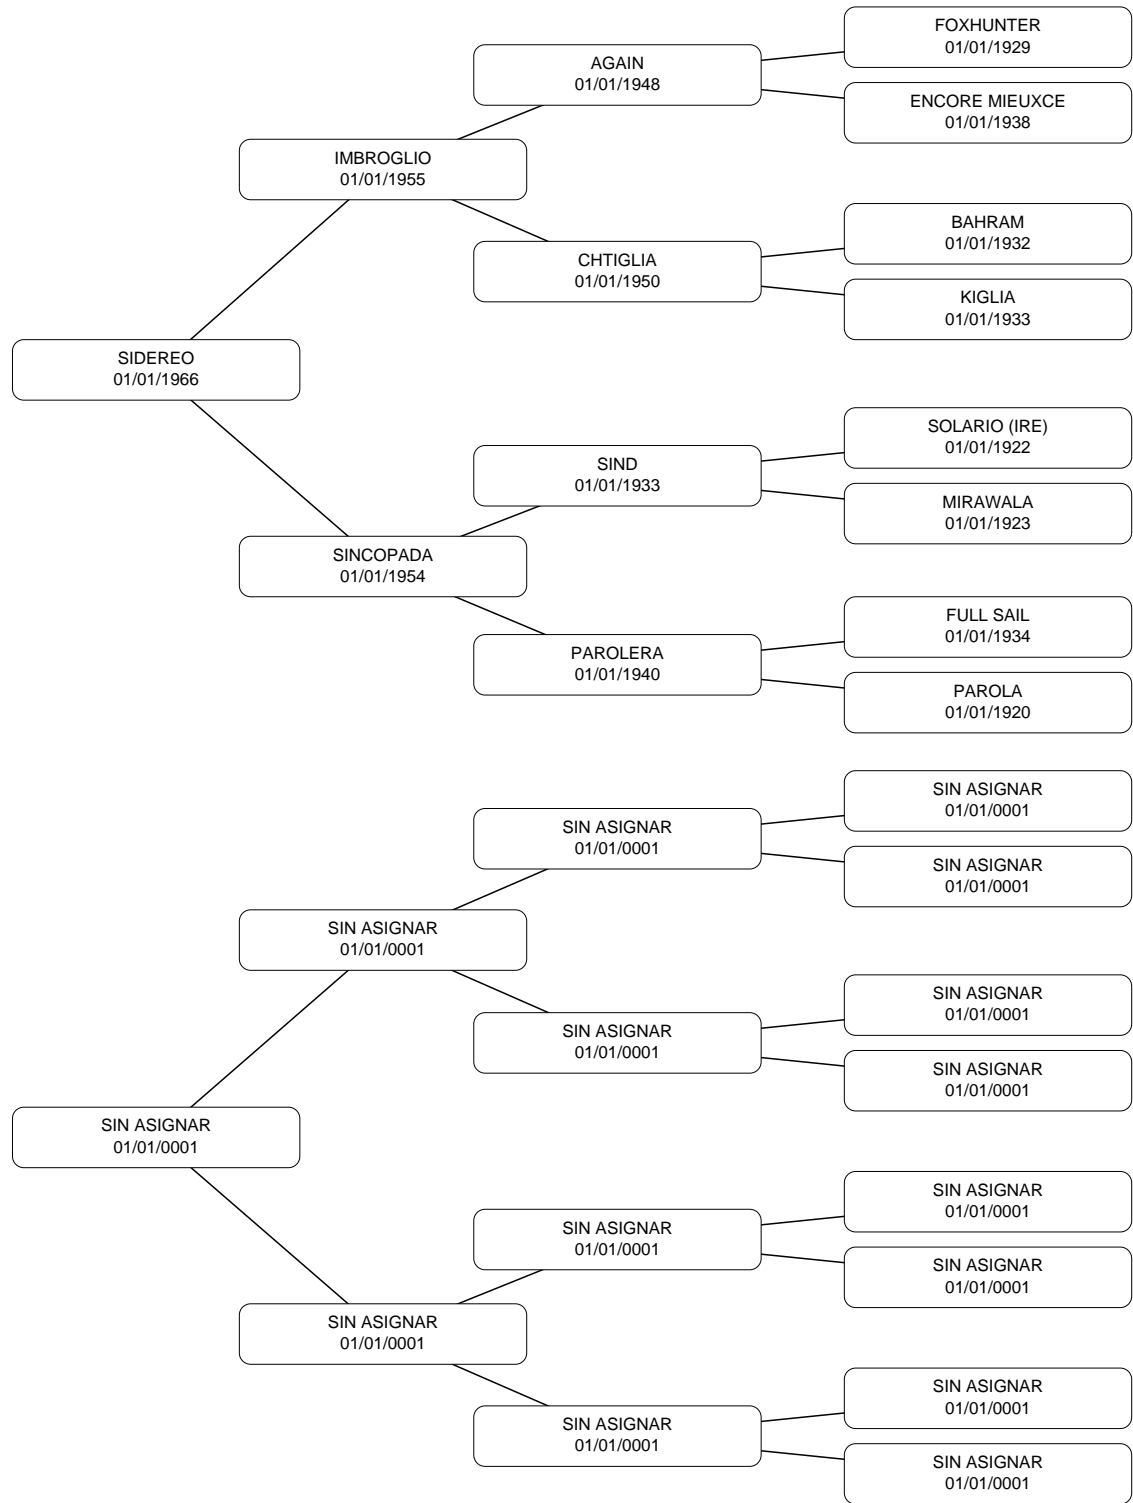 FOXHUNTER
01/01/1929
AGAIN
01/01/1948
ENCORE MIEUXCE
01/01/1938
IMBROGLIO
01/01/1955
BAHRAM
01/01/1932
CHTIGLIA
01/01/1950
KIGLIA
01/01/1933
SIDEREO
01/01/1966
SOLARIO (IRE)
01/01/1922
SIND
01/01/1933
MIRAWALA
01/01/1923
SINCOPADA
01/01/1954
FULL SAIL
01/01/1934
PAROLERA
01/01/1940
PAROLA
01/01/1920
SIN ASIGNAR
01/01/0001
SIN ASIGNAR
01/01/0001
SIN ASIGNAR
01/01/0001
SIN ASIGNAR
01/01/0001
SIN ASIGNAR
01/01/0001
SIN ASIGNAR
01/01/0001
SIN ASIGNAR
01/01/0001
SIN ASIGNAR
01/01/0001
SIN ASIGNAR
01/01/0001
SIN ASIGNAR
01/01/0001
SIN ASIGNAR
01/01/0001
SIN ASIGNAR
01/01/0001
SIN ASIGNAR
01/01/0001
SIN ASIGNAR
01/01/0001
SIN ASIGNAR
01/01/0001